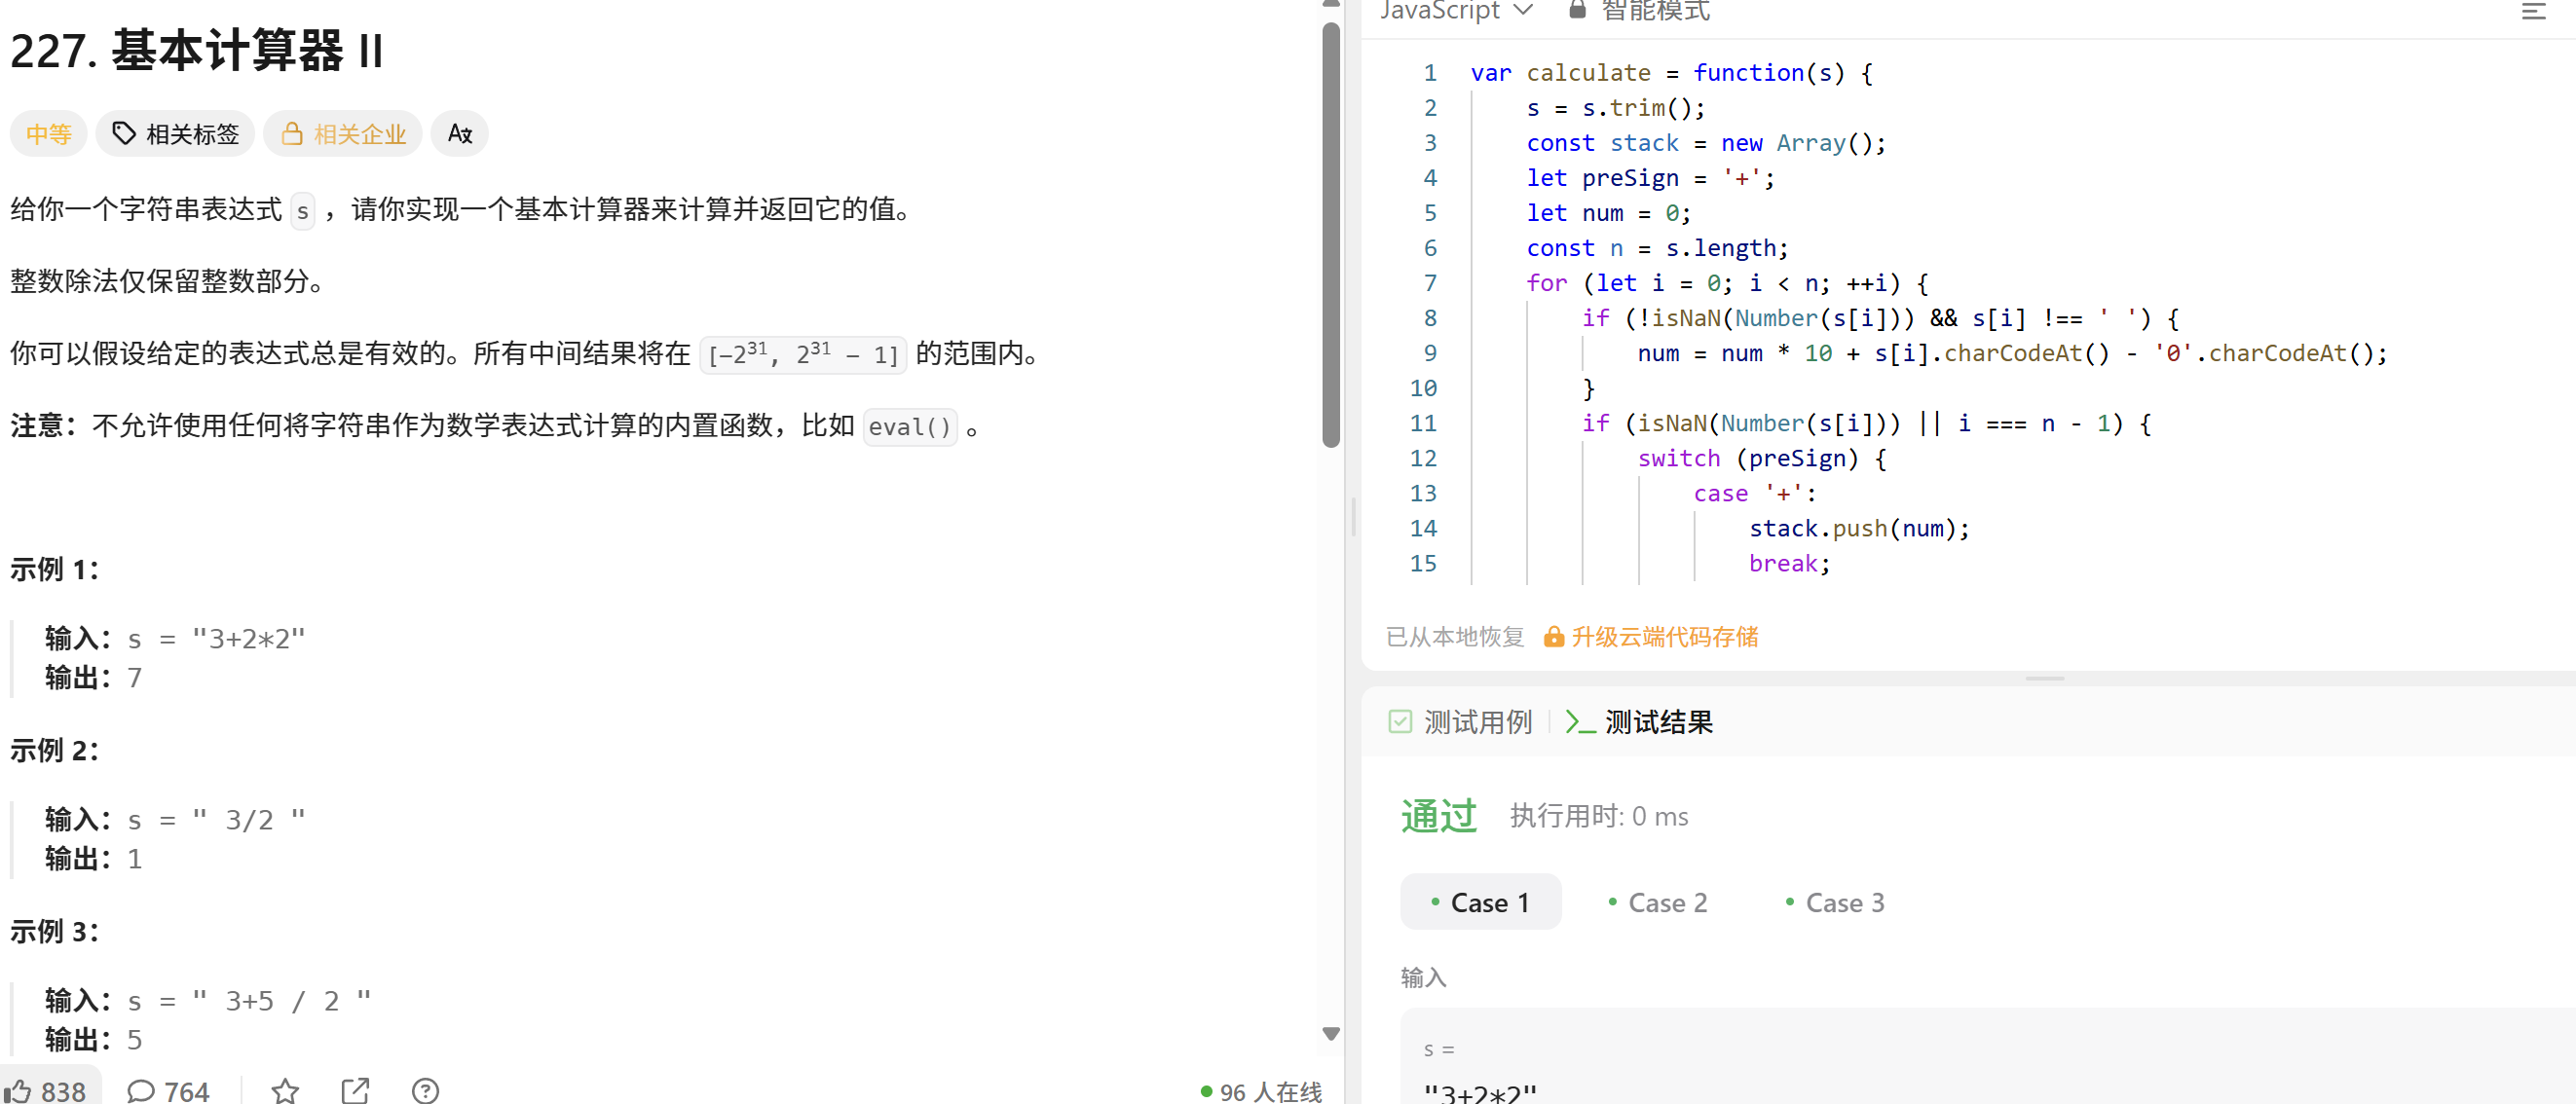 227. 基本计算器 II
中等 相关标签 相关企业
给你一个字符串表达式 s ，请你实现一个基本计算器来计算并返回它的值。
整数除法仅保留整数部分。
你可以假设给定的表达式总是有效的。所有中间结果将在 [-2³¹, 2³¹ - 1] 的范围内。
注意：不允许使用任何将字符串作为数学表达式计算的内置函数，比如 eval() 。
示例 1：
输入：s = "3+2*2"
输出：7
示例 2：
输入：s = " 3/2 "
输出：1
示例 3：
输入：s = " 3+5 / 2 "
输出：5
838 764
96 人在线
JavaScript 智能模式
1 var calculate = function(s) {
2 s = s.trim();
3 const stack = new Array();
4 let preSign = '+';
5 let num = 0;
6 const n = s.length;
7 for (let i = 0; i < n; ++i) {
8 if (!isNaN(Number(s[i])) && s[i] !== ' ') {
9 num = num * 10 + s[i].charCodeAt() - '0'.charCodeAt();
10 }
11 if (isNaN(Number(s[i])) || i === n - 1) {
12 switch (preSign) {
13 case '+':
14 stack.push(num);
15 break;
已从本地恢复 升级云端代码存储
测试用例 测试结果
通过 执行用时: 0 ms
Case 1 Case 2 Case 3
输入
s =
"3+2*2"